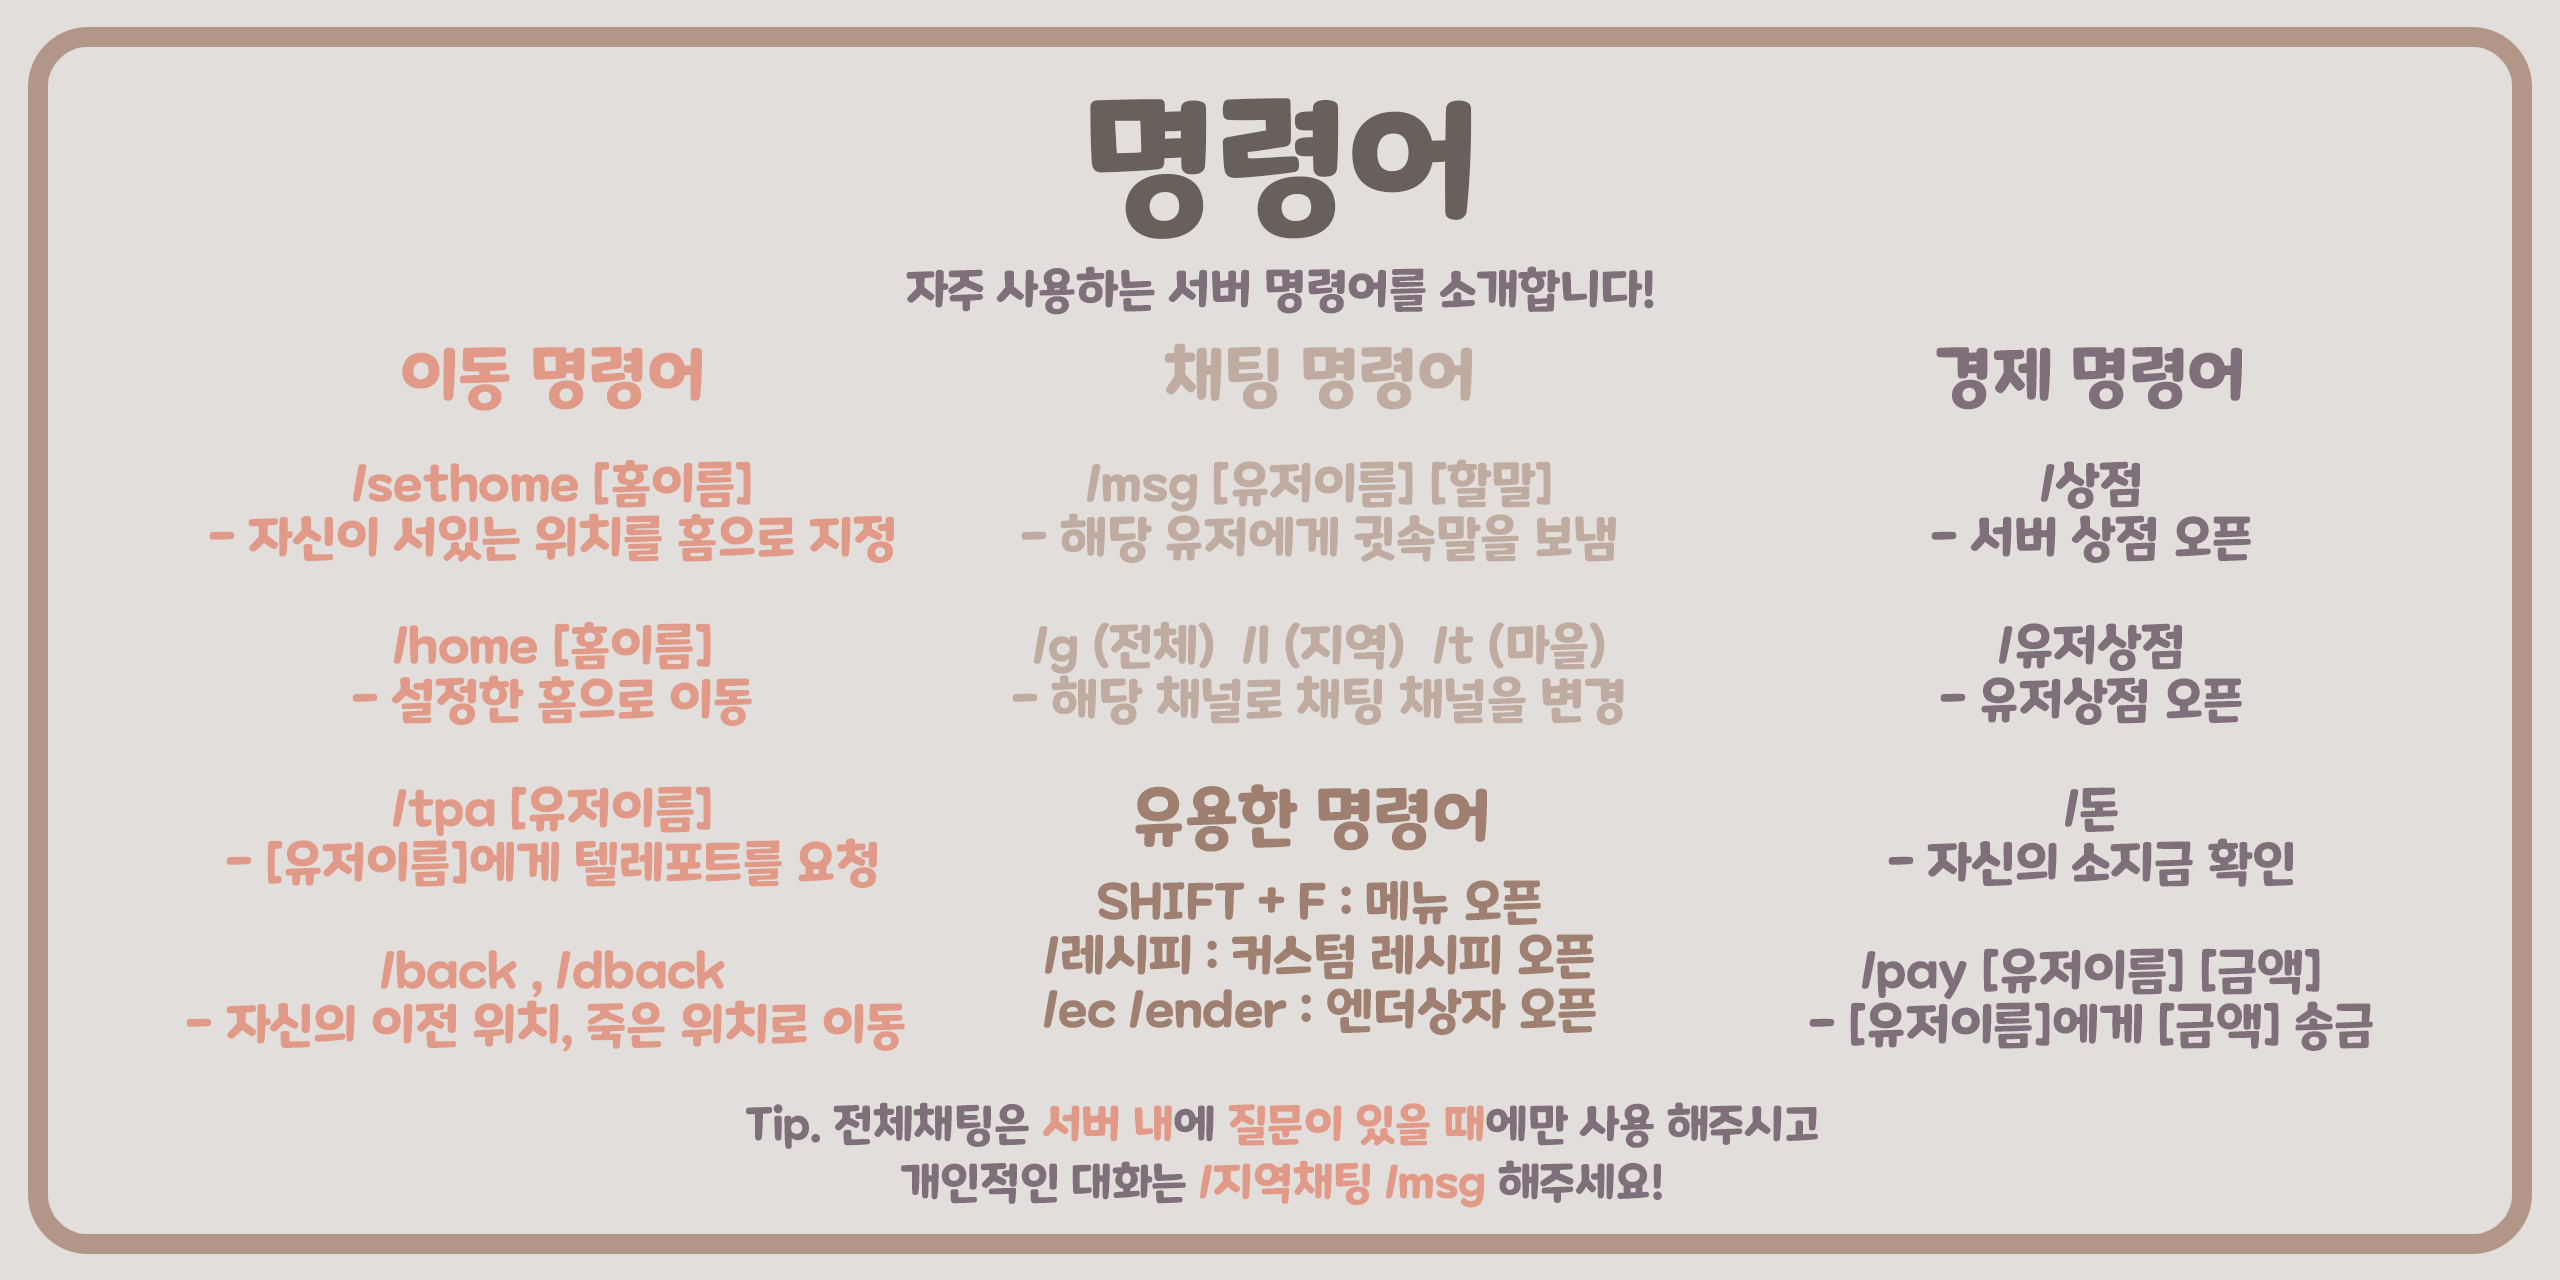 명령어
자주 사용하는 서버 명령어를 소개합니다!
이동 명령어
/sethome [홈이름]
- 자신이 서있는 위치를 홈으로 지정
/home [홈이름]
- 설정한 홈으로 이동
/tpa [유저이름]
- [유저이름]에게 텔레포트를 요청
/back , /dback
- 자신의 이전 위치, 죽은 위치로 이동
채팅 명령어
/msg [유저이름] [할말]
- 해당 유저에게 귓속말을 보냄
/g (전체) /l (지역) /t (마을)
- 해당 채널로 채팅 채널을 변경
유용한 명령어
SHIFT + F : 메뉴 오픈
/레시피 : 커스텀 레시피 오픈
/ec /ender : 엔더상자 오픈
경제 명령어
/상점
- 서버 상점 오픈
/유저상점
- 유저상점 오픈
/돈
- 자신의 소지금 확인
/pay [유저이름] [금액]
- [유저이름]에게 [금액] 송금
Tip. 전체채팅은 서버 내에 질문이 있을 때에만 사용 해주시고
개인적인 대화는 /지역채팅 /msg 해주세요!